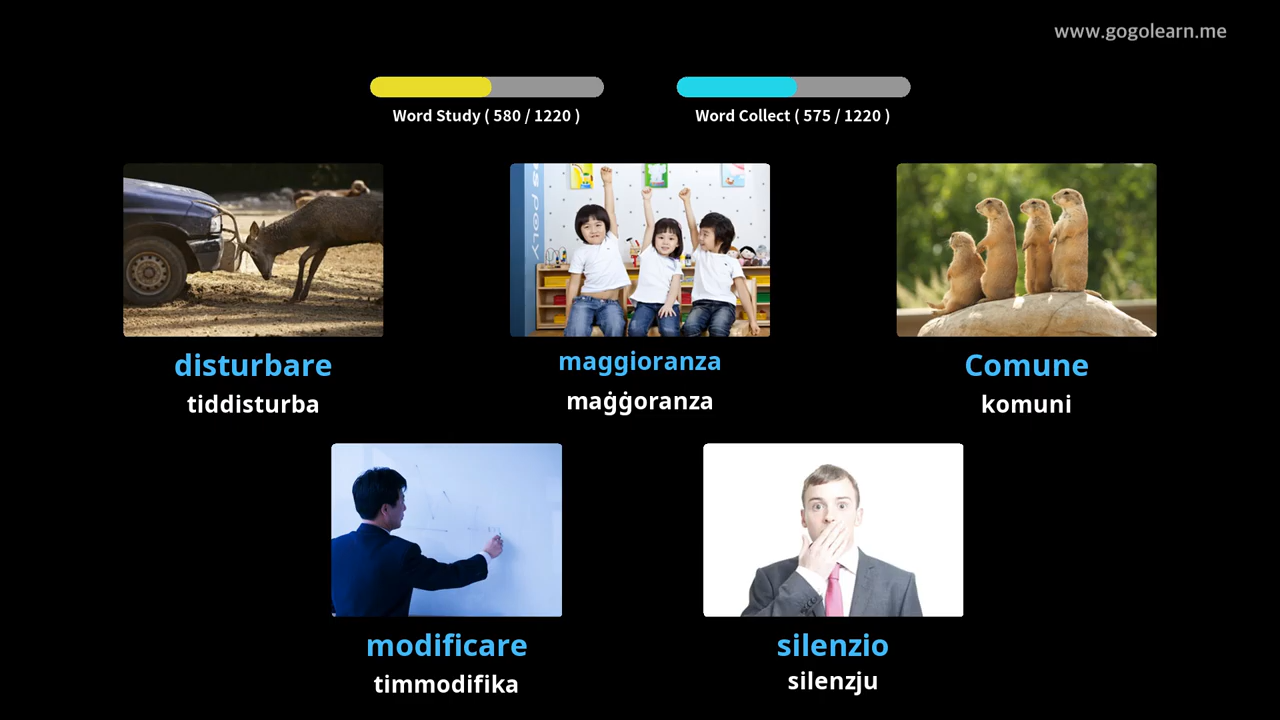 www.gogolearn.me
Word Study ( 580 / 1220 )
Word Collect ( 575 / 1220 )
disturbare
tiddisturba
maggioranza
maġġoranza
Comune
komuni
modificare
timmodifika
silenzio
silenzju